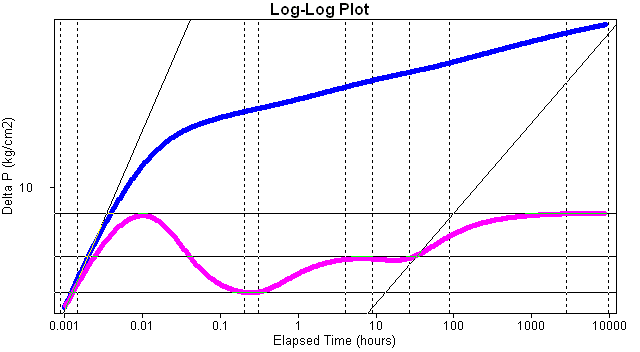 Log-Log Plot
Delta P (kg/cm2)
10
0.001 0.01 0.1 1 10 100 1000 10000
Elapsed Time (hours)